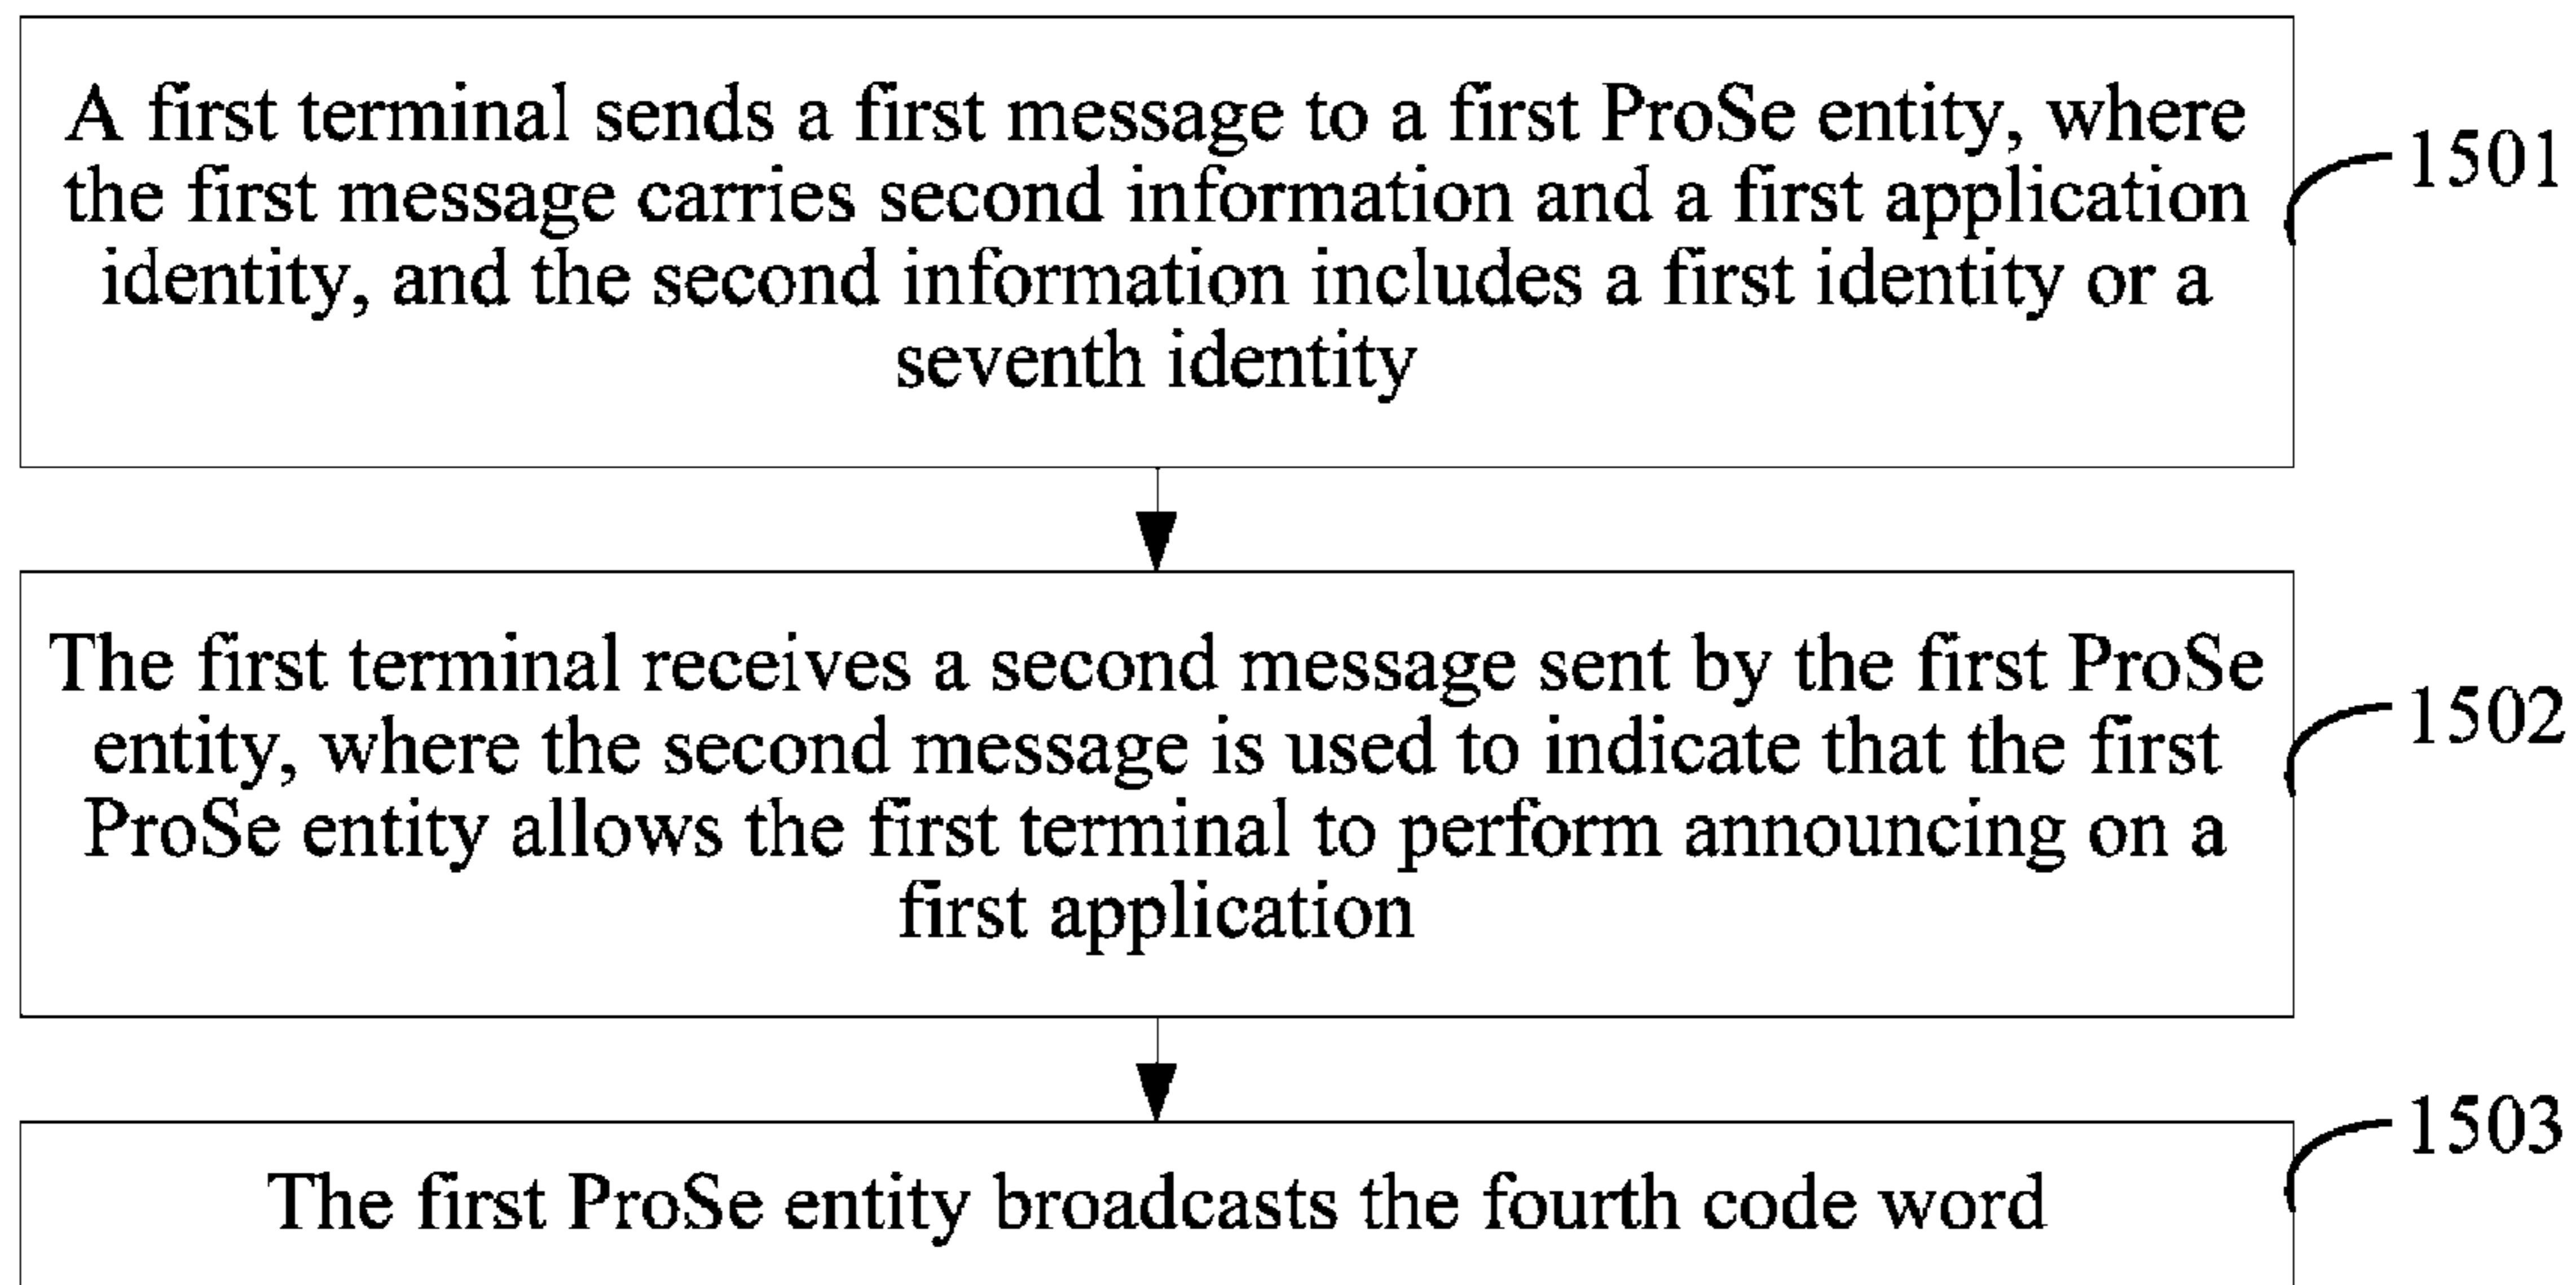 A first terminal sends a first message to a first ProSe entity, where
the first message carries second information and a first application
identity, and the second information includes a first identity or a
seventh identity
1501
The first terminal receives a second message sent by the first ProSe
entity, where the second message is used to indicate that the first
ProSe entity allows the first terminal to perform announcing on a
first application
1502
The first ProSe entity broadcasts the fourth code word
1503